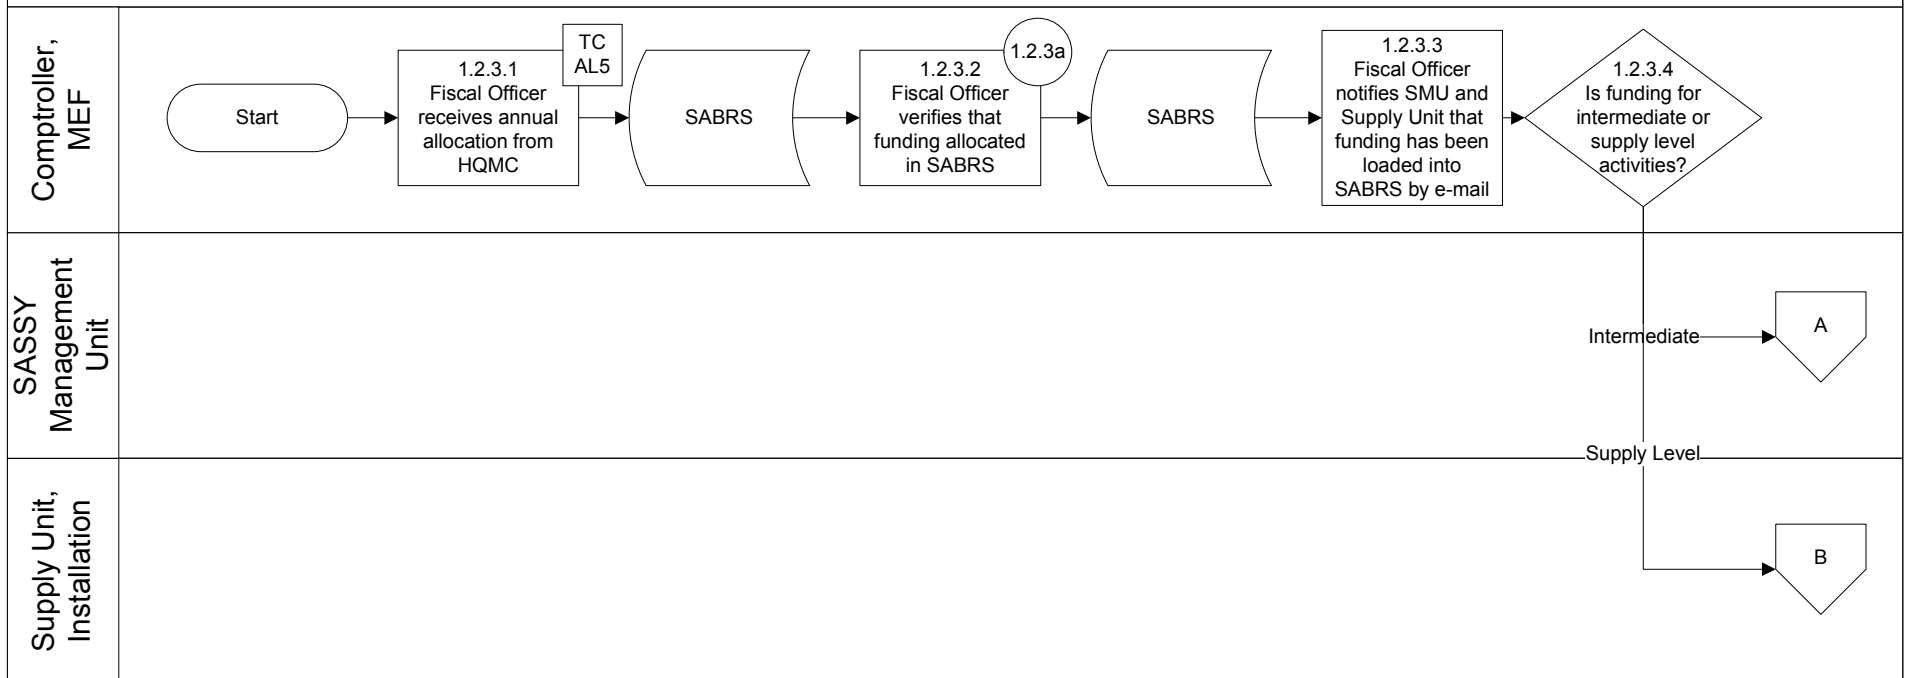 Comptroller,
MEF
Start
1.2.3.1
Fiscal Officer
receives annual
allocation from
HQMC
TC
AL5
SABRS
1.2.3.2
Fiscal Officer
verifies that
funding allocated
in SABRS
1.2.3a
SABRS
1.2.3.3
Fiscal Officer
notifies SMU and
Supply Unit that
funding has been
loaded into
SABRS by e-mail
1.2.3.4
Is funding for
intermediate or
supply level
activities?
SASSY
Management
Unit
Intermediate
A
Supply Level
Supply Unit,
Installation
B